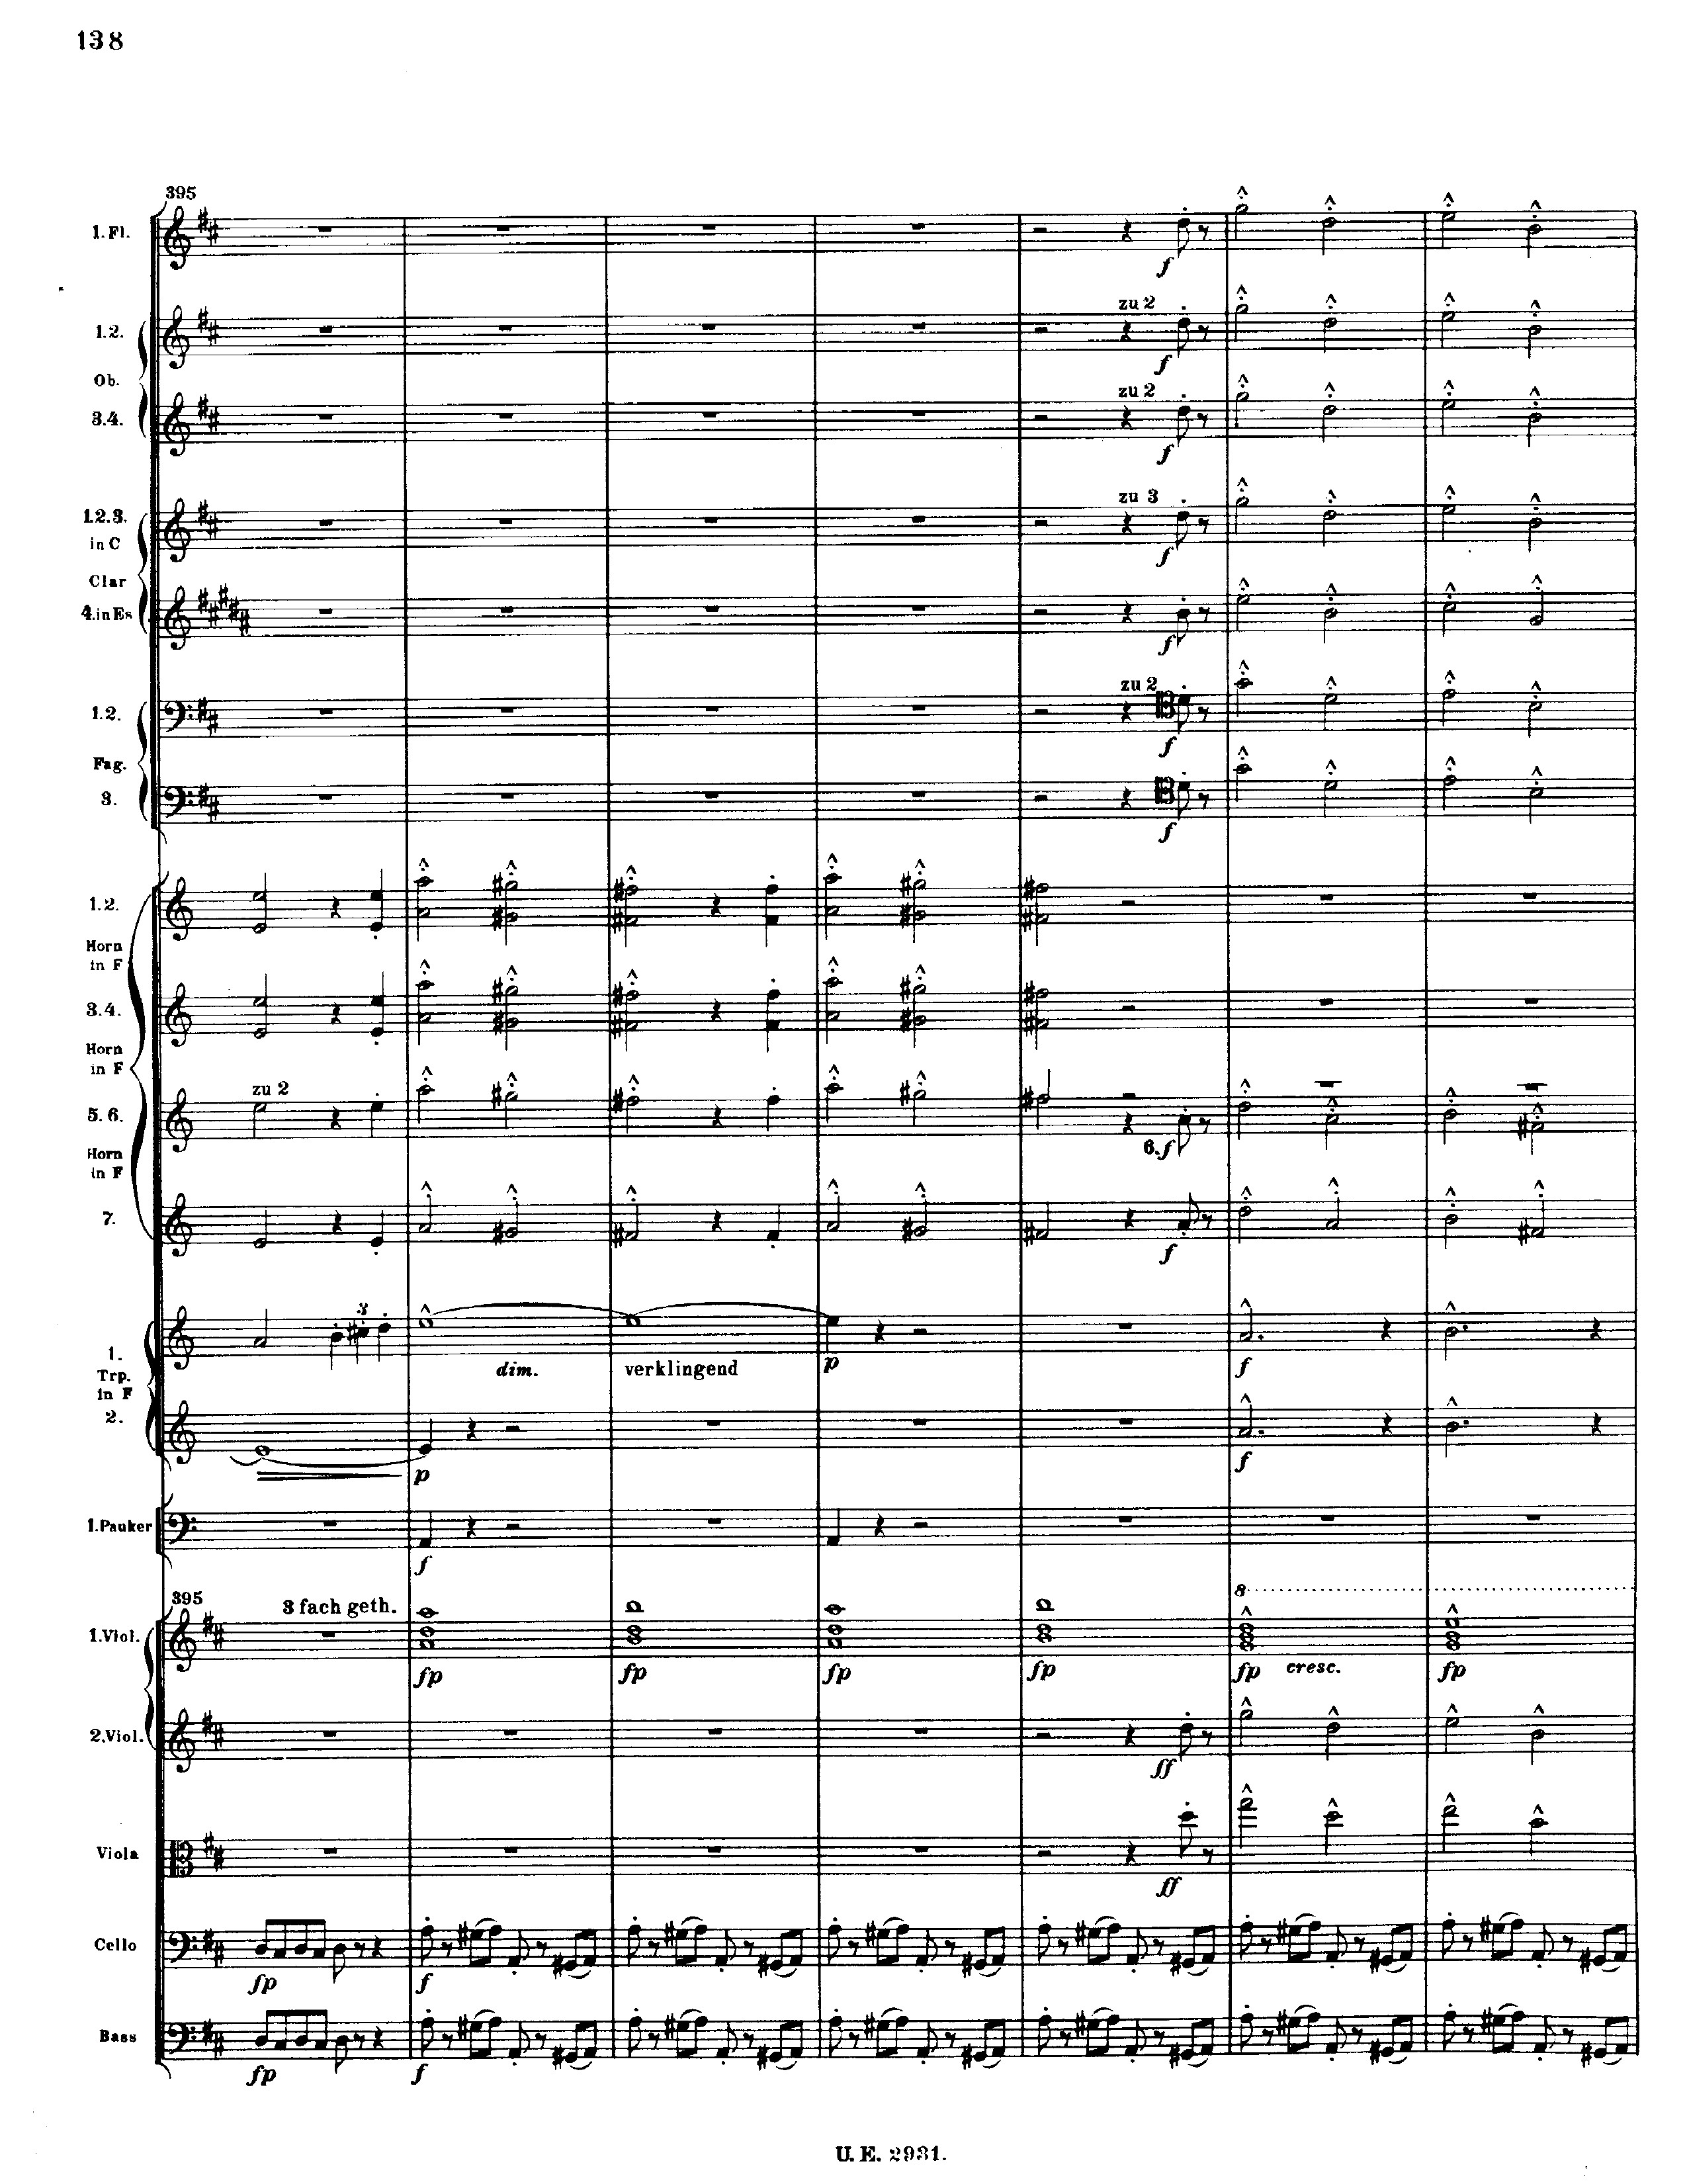 138
395
1. Fl.
zu 2
1.2.
f
Ob.
zu 2
3.4.
f
zu 3
1.2.3.
in C
f
Clar
4.in Es
f
zu 2
1.2.
f
Fag.
3.
f
1.2.
Horn
in F
3.4.
Horn
in F
zu 2
5. 6.
6. f
Horn
in F
7.
f
3
1.
dim. verklingend p f
Trp.
in F
2.
p f
1.Pauker
f
8
395
3 fach geth.
1.Viol.
fp fp fp fp fp cresc. fp
2.Viol.
ff
Viola
ff
Cello
fp f
Bass
fp f
U. E. 2931.